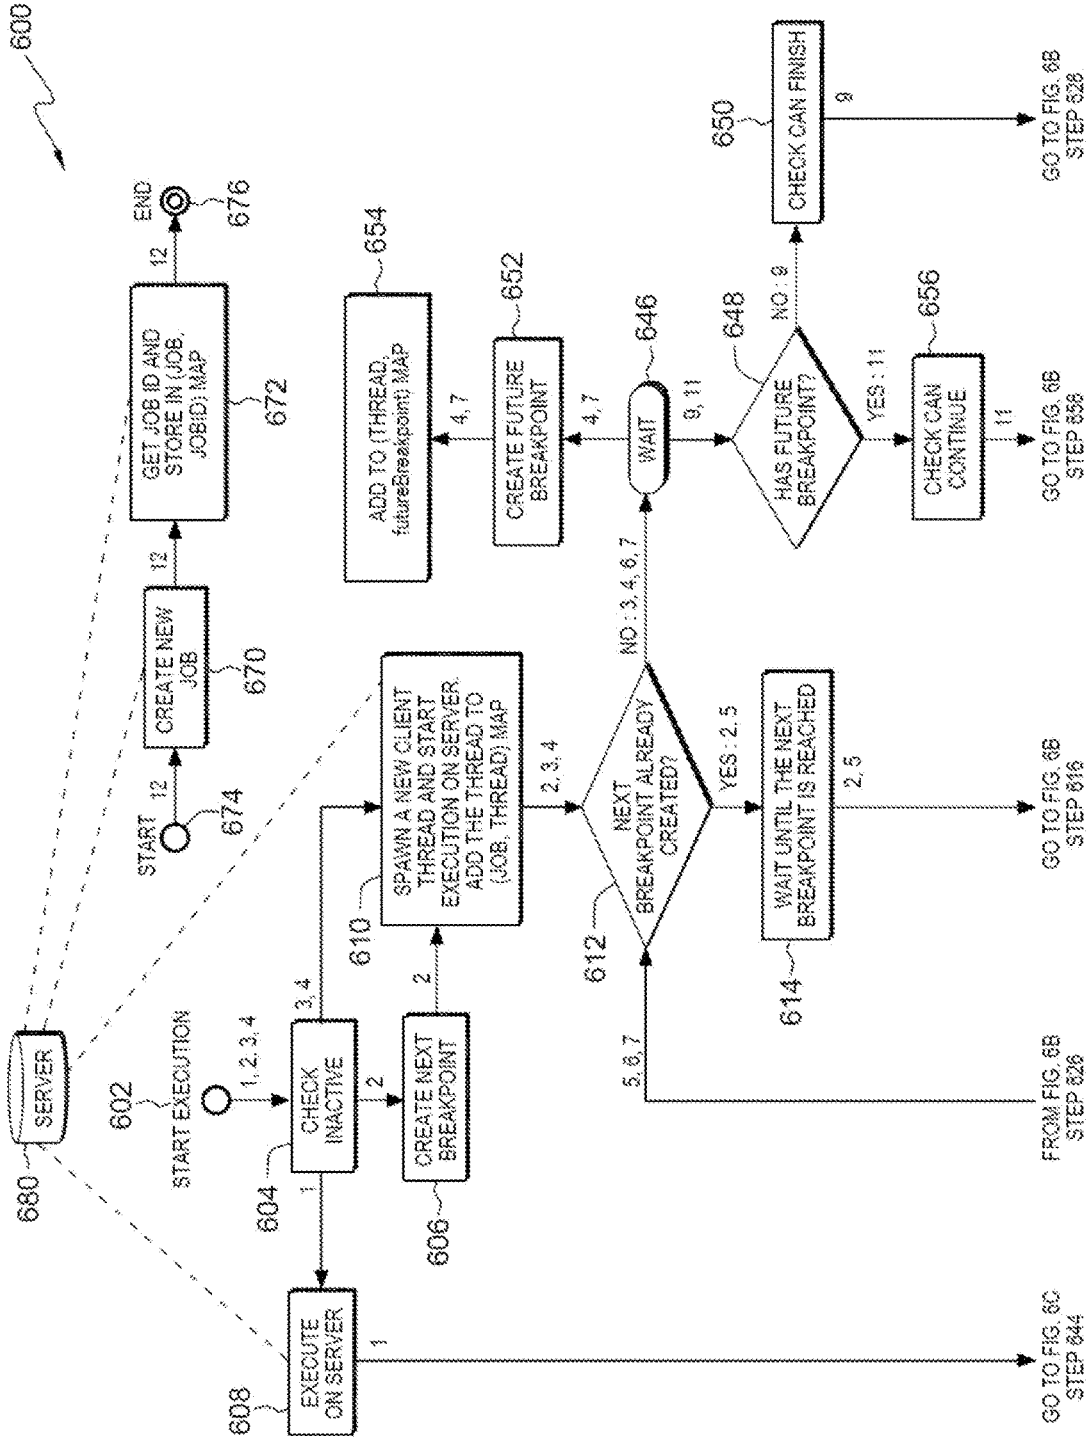 600
SERVER
680
START
674
12
CREATE NEW
JOB
670
12
GET JOB ID AND
STORE IN (JOB,
JOBID) MAP
672
12
END
676
602
START EXECUTION
1, 2, 3, 4
CHECK
INACTIVE
604
1
EXECUTE
ON SERVER
608
1
GO TO FIG. 6C
STEP 644
2
CREATE NEXT
BREAKPOINT
606
2
3, 4
SPAWN A NEW CLIENT
THREAD AND START
EXECUTION ON SERVER.
ADD THE THREAD TO
(JOB, THREAD) MAP
610
2, 3, 4
NEXT
BREAKPOINT ALREADY
CREATED?
612
5, 6, 7
FROM FIG. 6B
STEP 626
YES : 2, 5
WAIT UNTIL THE NEXT
BREAKPOINT IS REACHED
614
2, 5
GO TO FIG. 6B
STEP 616
NO : 3, 4, 6, 7
WAIT
646
4, 7
CREATE FUTURE
BREAKPOINT
652
4, 7
ADD TO (THREAD,
futureBreakpoint) MAP
654
9, 11
HAS FUTURE
BREAKPOINT?
648
NO : 9
CHECK CAN FINISH
650
9
GO TO FIG. 6B
STEP 628
YES : 11
CHECK CAN
CONTINUE
656
11
GO TO FIG. 6B
STEP 658